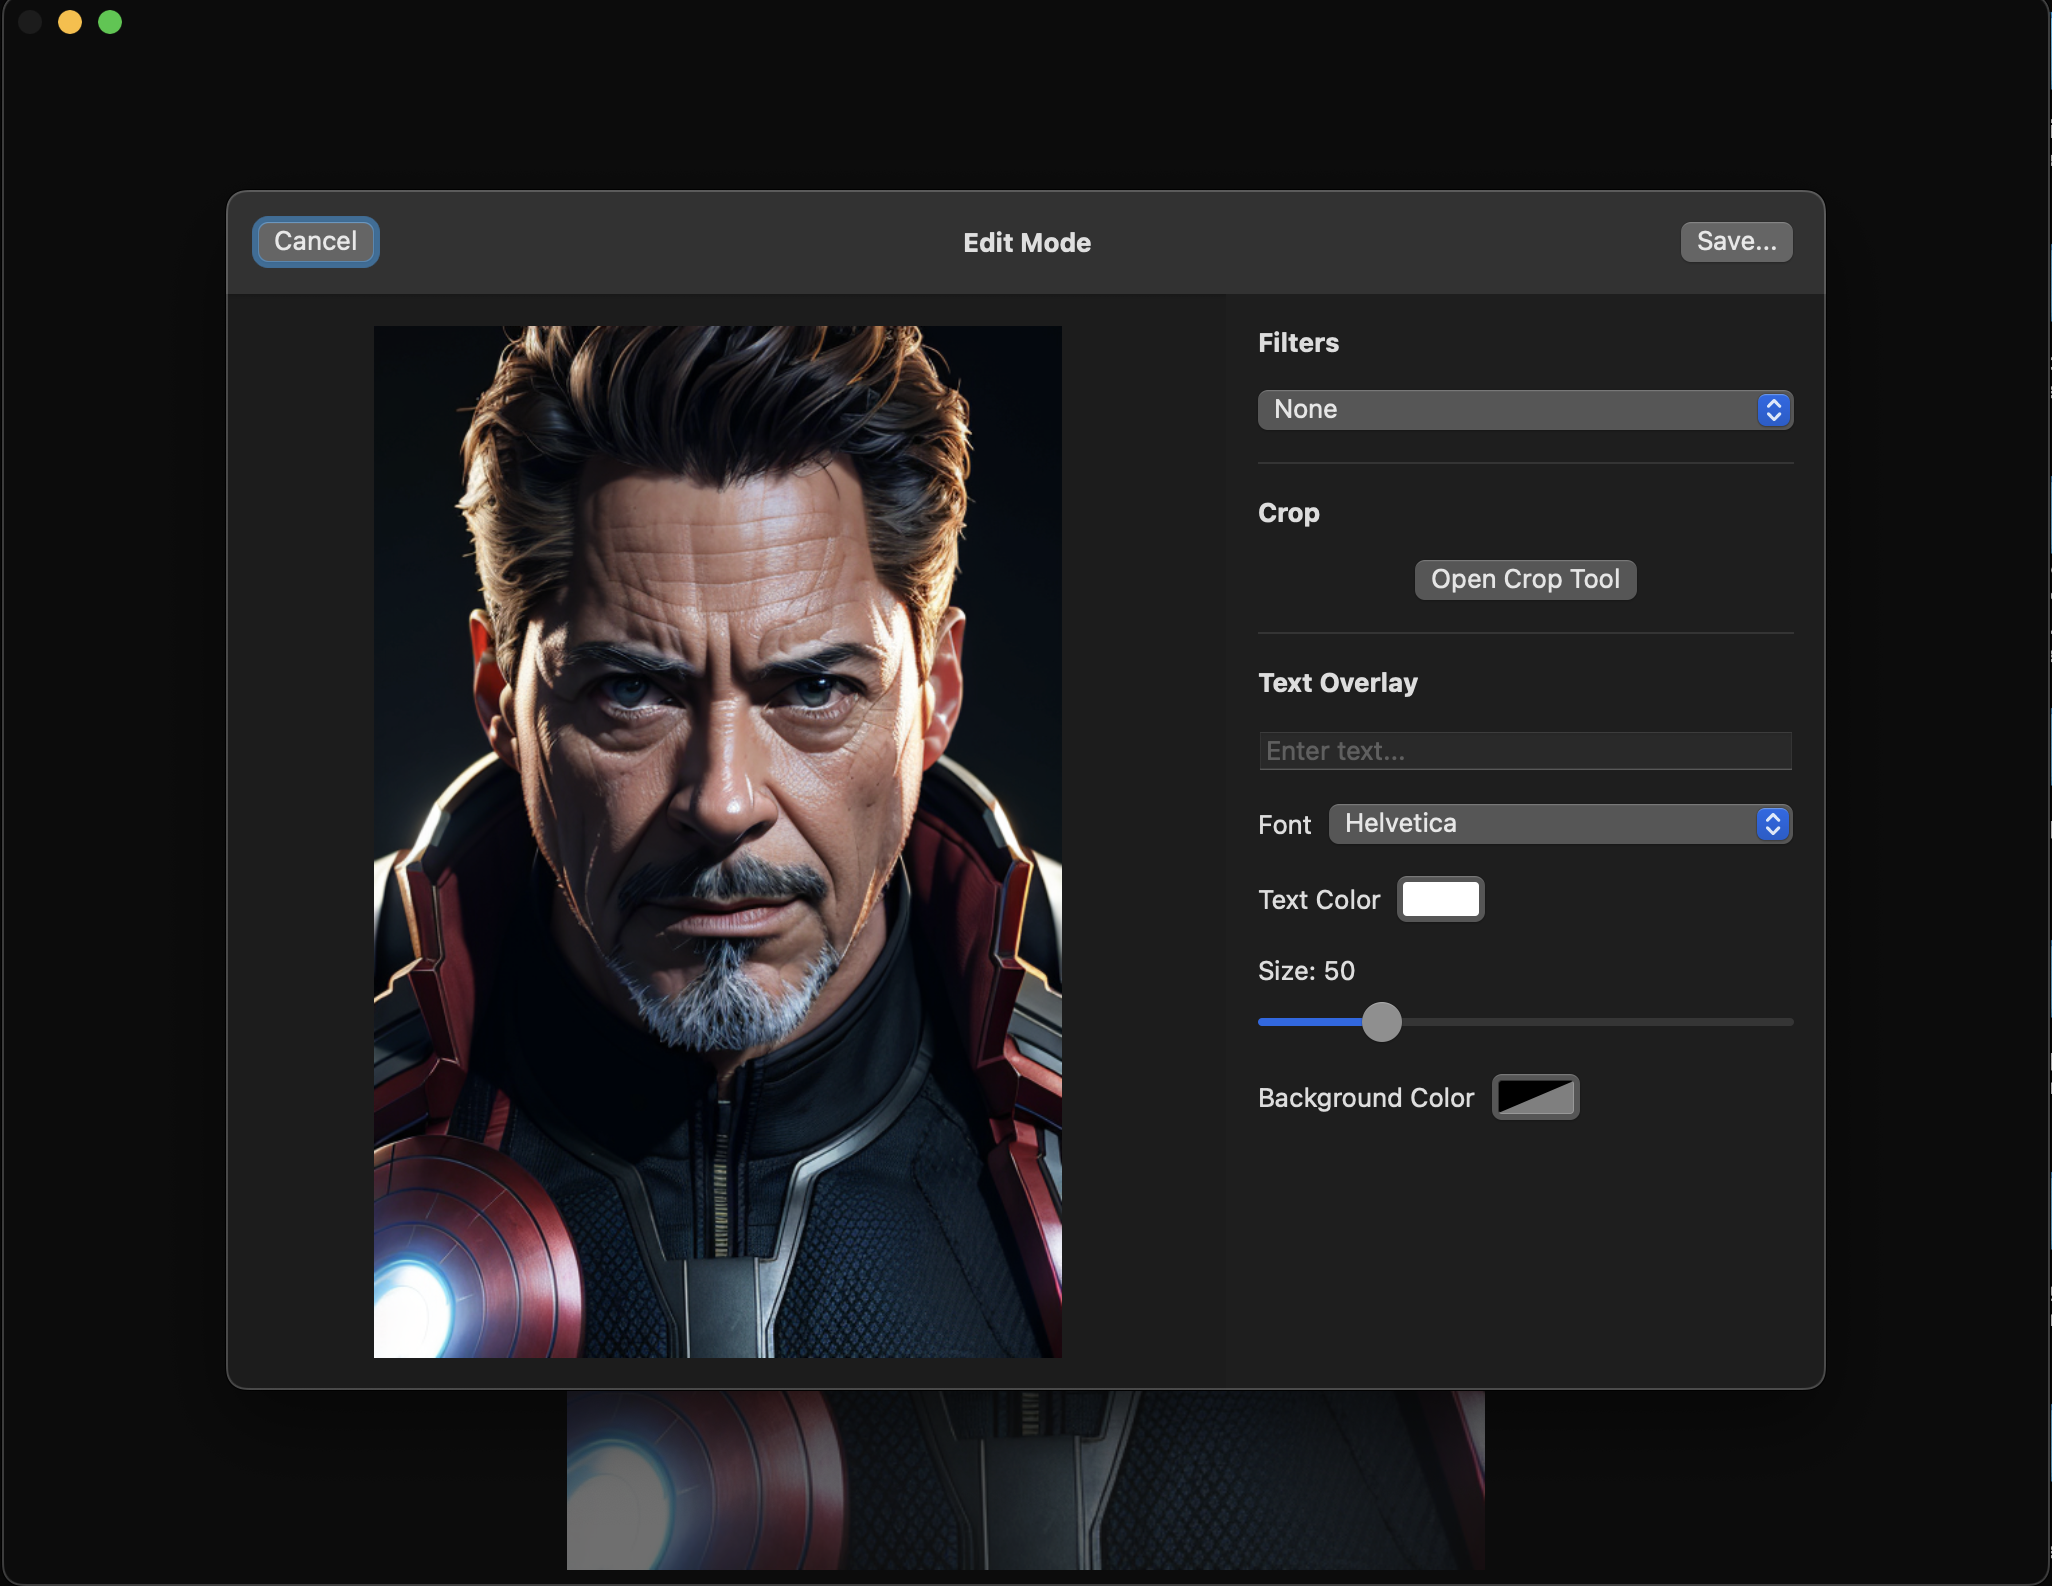 Cancel
Edit Mode
Save...
Filters
None
Crop
Open Crop Tool
Text Overlay
Enter text...
Font
Helvetica
Text Color
Size: 50
Background Color